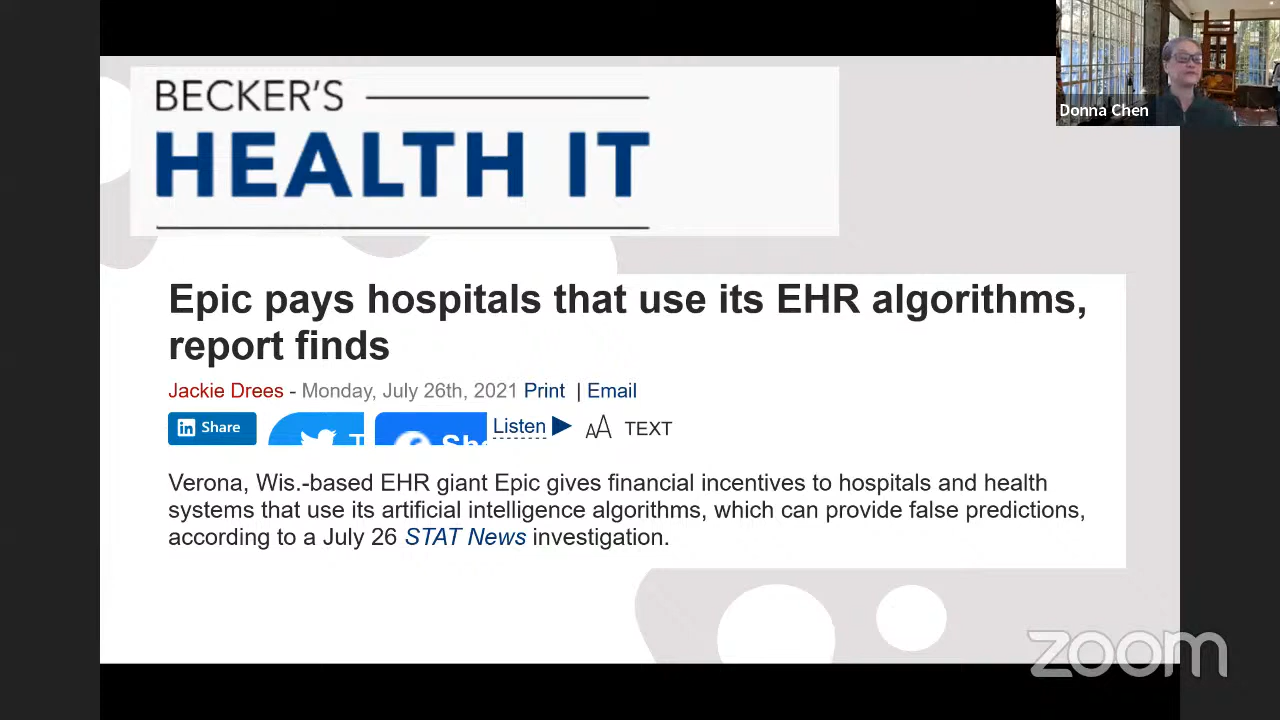 BECKER'S
HEALTH IT
Donna Chen
Epic pays hospitals that use its EHR algorithms,
report finds
Jackie Drees - Monday, July 26th, 2021 Print | Email
in Share T Sha Listen AA TEXT
Verona, Wis.-based EHR giant Epic gives financial incentives to hospitals and health
systems that use its artificial intelligence algorithms, which can provide false predictions,
according to a July 26 STAT News investigation.
zoom